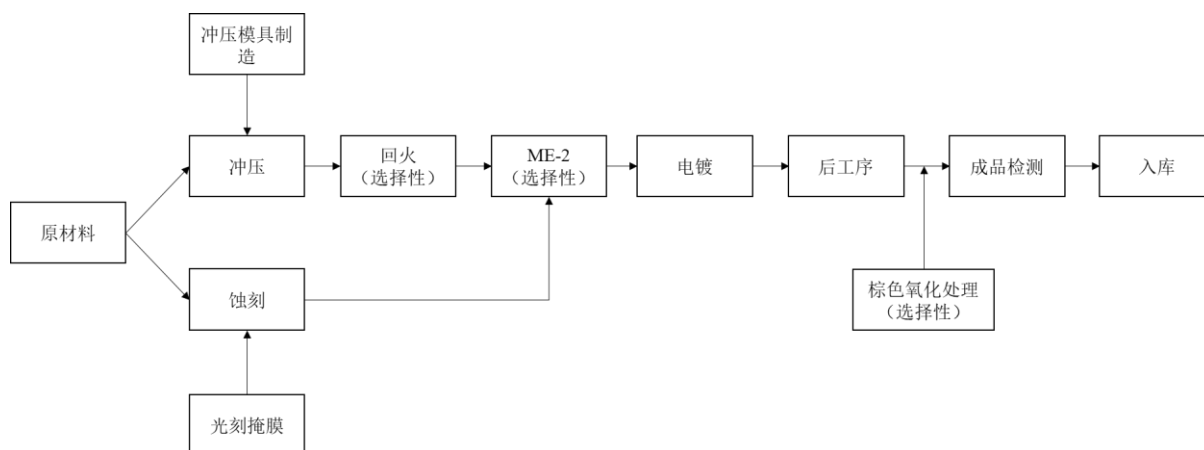 冲压模具制
造
冲压
回火
（选择性）
ME-2
（选择性）
电镀
后工序
成品检测
入库
原材料
蚀刻
棕色氧化处理
（选择性）
光刻掩膜